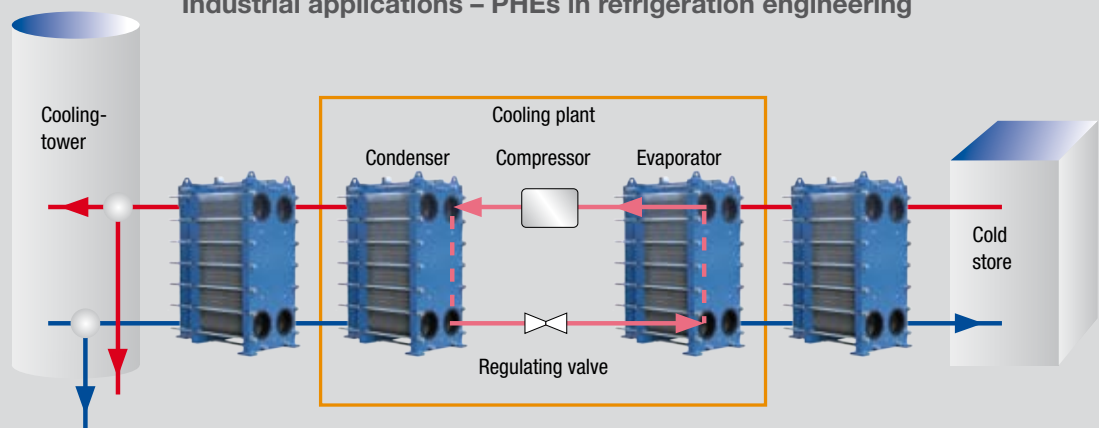 Industrial applications – PHEs in refrigeration engineering
Cooling-
tower
Cooling plant
Condenser
Compressor
Evaporator
Cold
store
Regulating valve